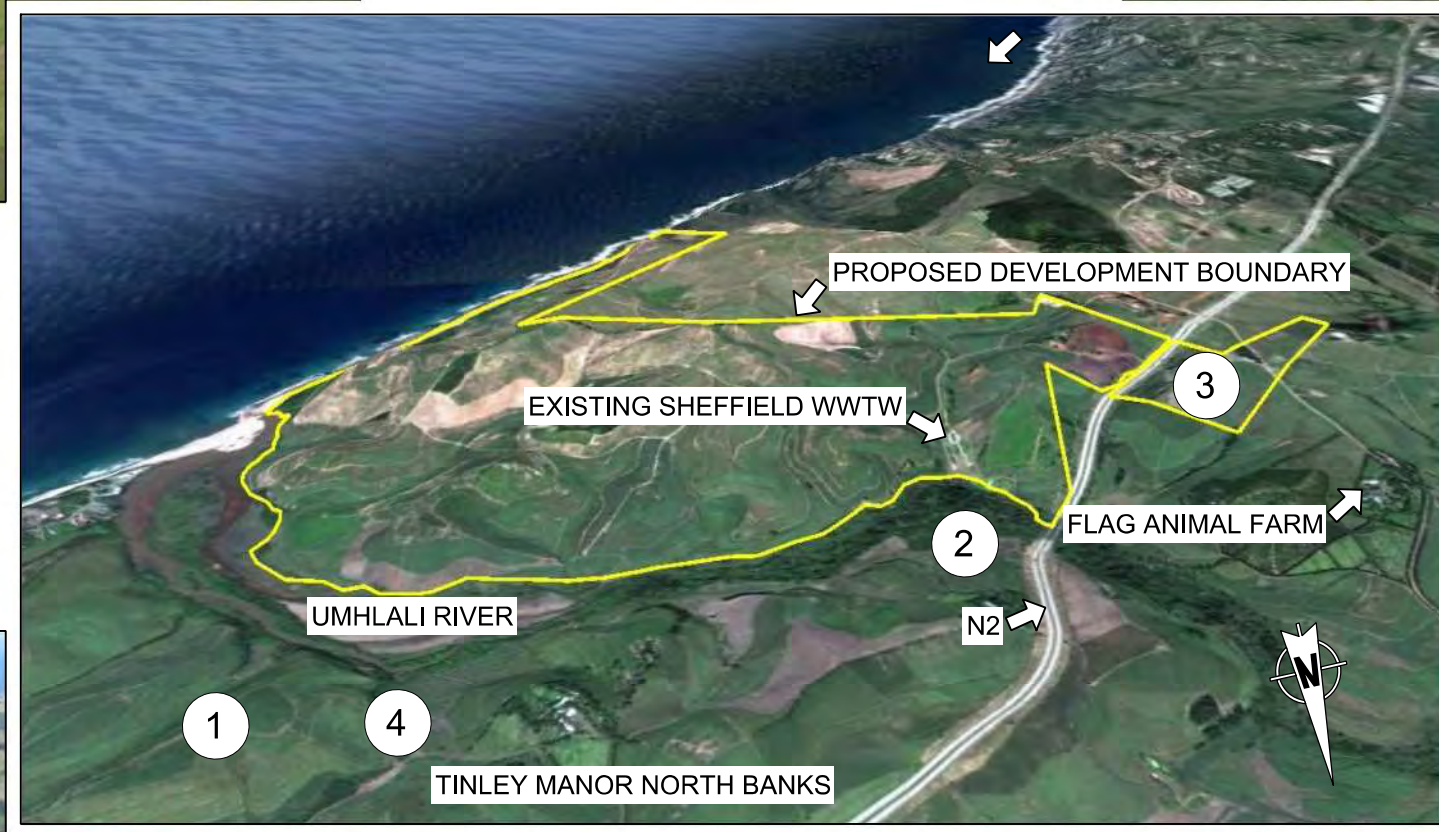 PROPOSED DEVELOPMENT BOUNDARY
EXISTING SHEFFIELD WWTW
3
FLAG ANIMAL FARM
2
UMHLALI RIVER
N2
N
1
4
TINLEY MANOR NORTH BANKS